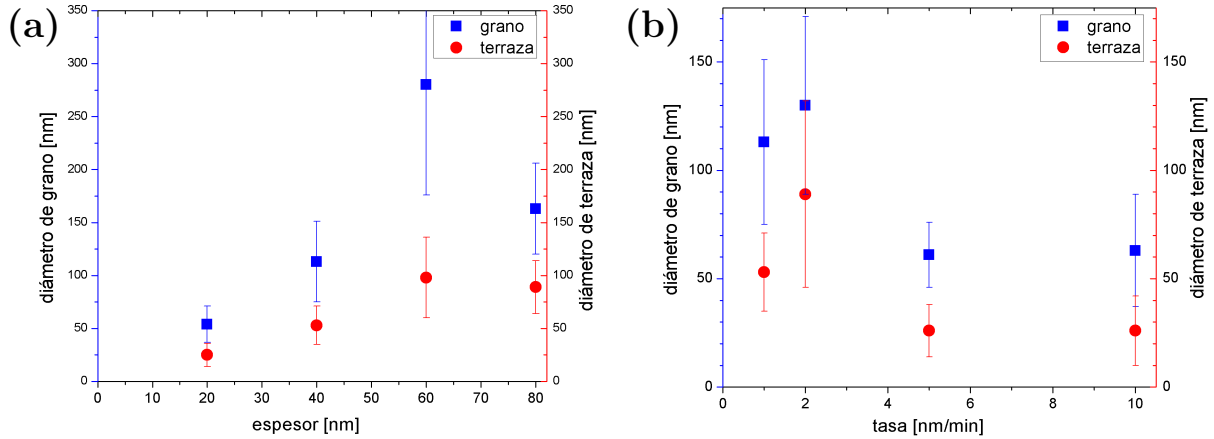 (a)
grano
terraza
diámetro de grano [nm]
350
300
250
200
150
100
50
0
diámetro de terraza [nm]
350
300
250
200
150
100
50
0
0 10 20 30 40 50 60 70 80
espesor [nm]
(b)
grano
terraza
diámetro de grano [nm]
150
100
50
0
diámetro de terraza [nm]
150
100
50
0
0 2 4 6 8 10
tasa [nm/min]